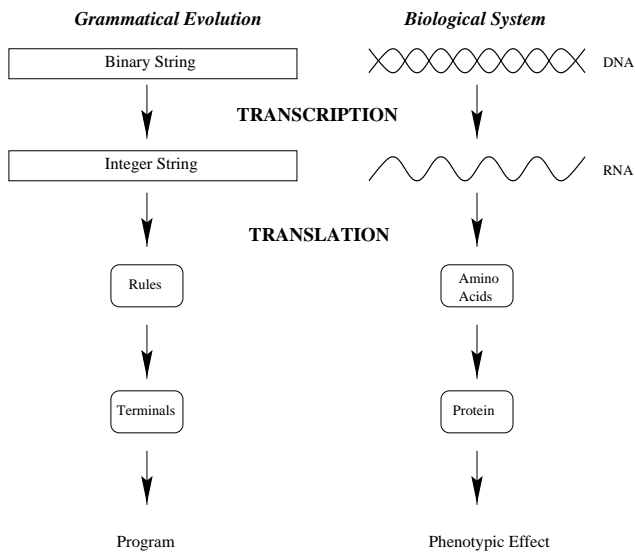 Grammatical Evolution
Biological System
Binary String
DNA
TRANSCRIPTION
Integer String
RNA
TRANSLATION
Rules
Amino
Acids
Terminals
Protein
Program
Phenotypic Effect